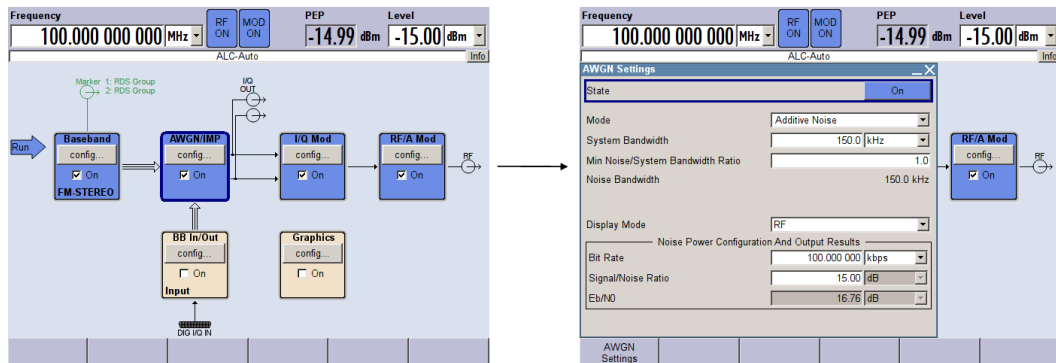 Frequency PEP Level
100.000 000 000 MHz RF ON MOD ON -14.99 dBm -15.00 dBm
ALC-Auto Info
Marker 1: RDS Group
2: RDS Group
I/Q OUT
Run
Baseband AWGN/IMP I/Q Mod RF/A Mod
config... config... config... config...
On On On On
FM-STEREO
RF
BB In/Out Graphics
config... config...
On On
Input
DIG I/Q IN
Frequency PEP Level
100.000 000 000 MHz RF ON MOD ON -14.99 dBm -15.00 dBm
ALC-Auto Info
AWGN Settings
State On
Mode Additive Noise
System Bandwidth 150.0 kHz
Min Noise/System Bandwidth Ratio 1.0
Noise Bandwidth 150.0 kHz
Display Mode RF
Noise Power Configuration And Output Results
Bit Rate 100.000 000 kbps
Signal/Noise Ratio 15.00 dB
Eb/N0 16.76 dB
RF/A Mod
config...
On
RF
AWGN
Settings